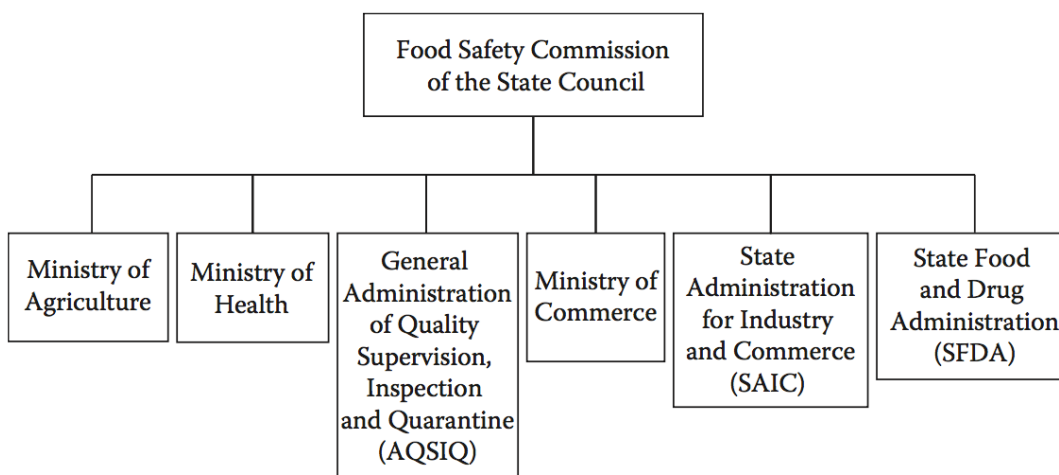 Food Safety Commission
of the State Council
Ministry of
Agriculture
Ministry of
Health
General
Administration
of Quality
Supervision,
Inspection
and Quarantine
(AQSIQ)
Ministry of
Commerce
State
Administration
for Industry
and Commerce
(SAIC)
State Food
and Drug
Administration
(SFDA)